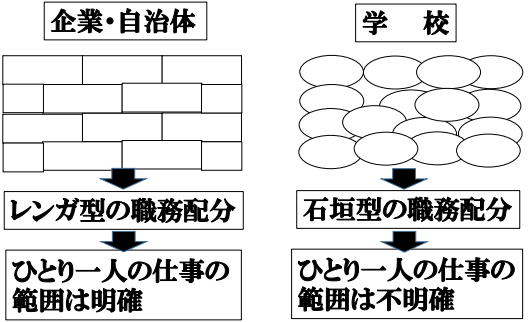 企業・自治体
レンガ型の職務配分
ひとり一人の仕事の
範囲は明確
学　校
石垣型の職務配分
ひとり一人の仕事の
範囲は不明確